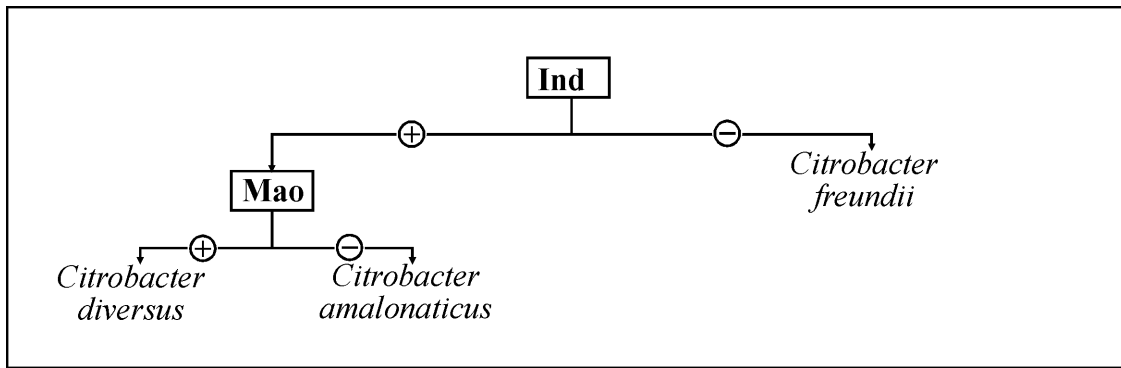 Ind
+
−
Citrobacter
freundii
Mao
+
−
Citrobacter
diversus
Citrobacter
amalonaticus